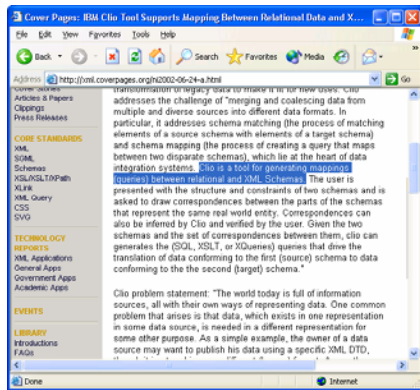 Cover Pages: IBM Clio Tool Supports Mapping Between Relational Data and X...
File Edit View Favorites Tools Help
Back Search Favorites Media
Address http://xml.coverpages.org/ni2002-06-24-a.html Go
Cover Stories
Articles & Papers
Clippings
Press Releases
CORE STANDARDS
XML
SGML
Schemas
XSL/XSLT/XPath
XLink
XML Query
CSS
SVG
TECHNOLOGY
REPORTS
XML Applications
General Apps
Government Apps
Academic Apps
EVENTS
LIBRARY
Introductions
FAQs
transformation of legacy data to make it fit for new uses. Clio
addresses the challenge of "merging and coalescing data from
multiple and diverse sources into different data formats. In
particular, it addresses schema matching (the process of matching
elements of a source schema with elements of a target schema)
and schema mapping (the process of creating a query that maps
between two disparate schemas), which lie at the heart of data
integration systems. Clio is a tool for generating mappings
(queries) between relational and XML Schemas. The user is
presented with the structure and constraints of two schemas and is
asked to draw correspondences between the parts of the schemas
that represent the same real world entity. Correspondences can
also be inferred by Clio and verified by the user. Given the two
schemas and the set of correspondences between them, clio can
generates the (SQL, XSLT, or XQueries) queries that drive the
translation of data conforming to the first (source) schema to data
conforming to the the second (target) schema."
Clio problem statement: "The world today is full of information
sources, all with their own ways of representing data. One common
problem that arises is that data, which exists in one representation
in some data source, is needed in a different representation for
some other purpose. As a simple example, the owner of a data
source may want to publish his data using a specific XML DTD,
Done Internet